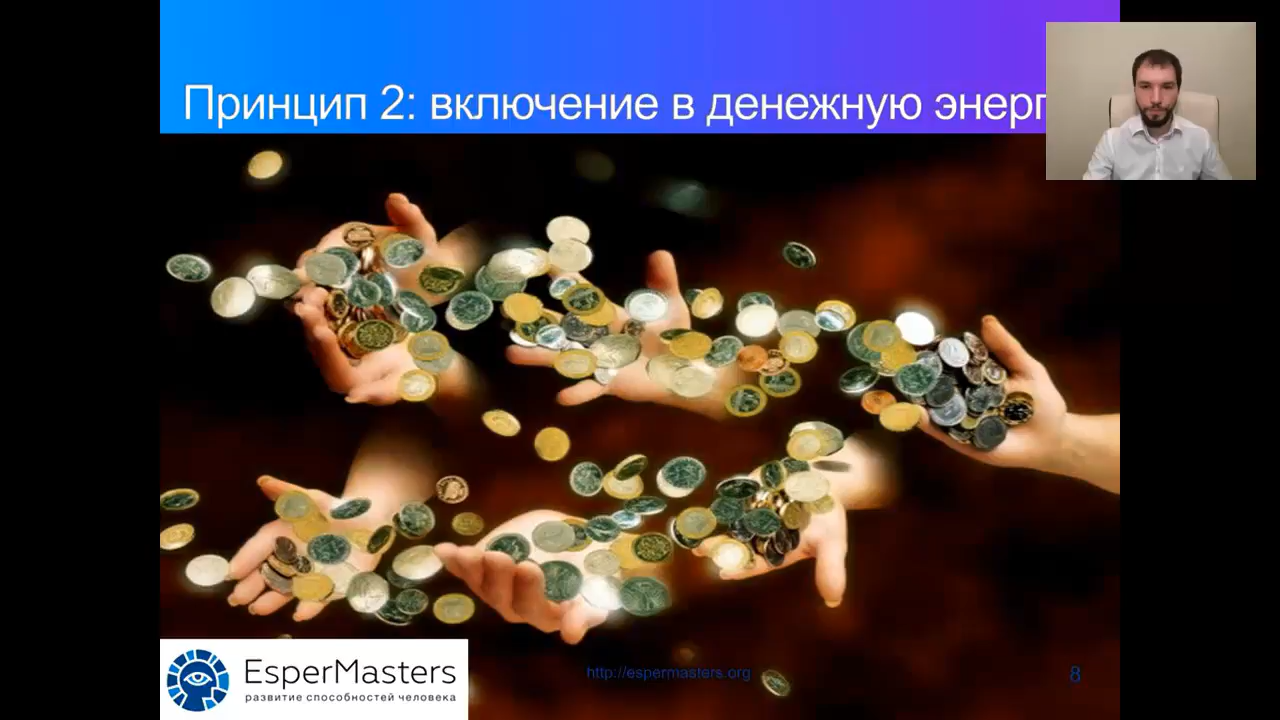 Принцип 2: включение в денежную энерг
EsperMasters
развитие способностей человека
http://espermasters.org
8